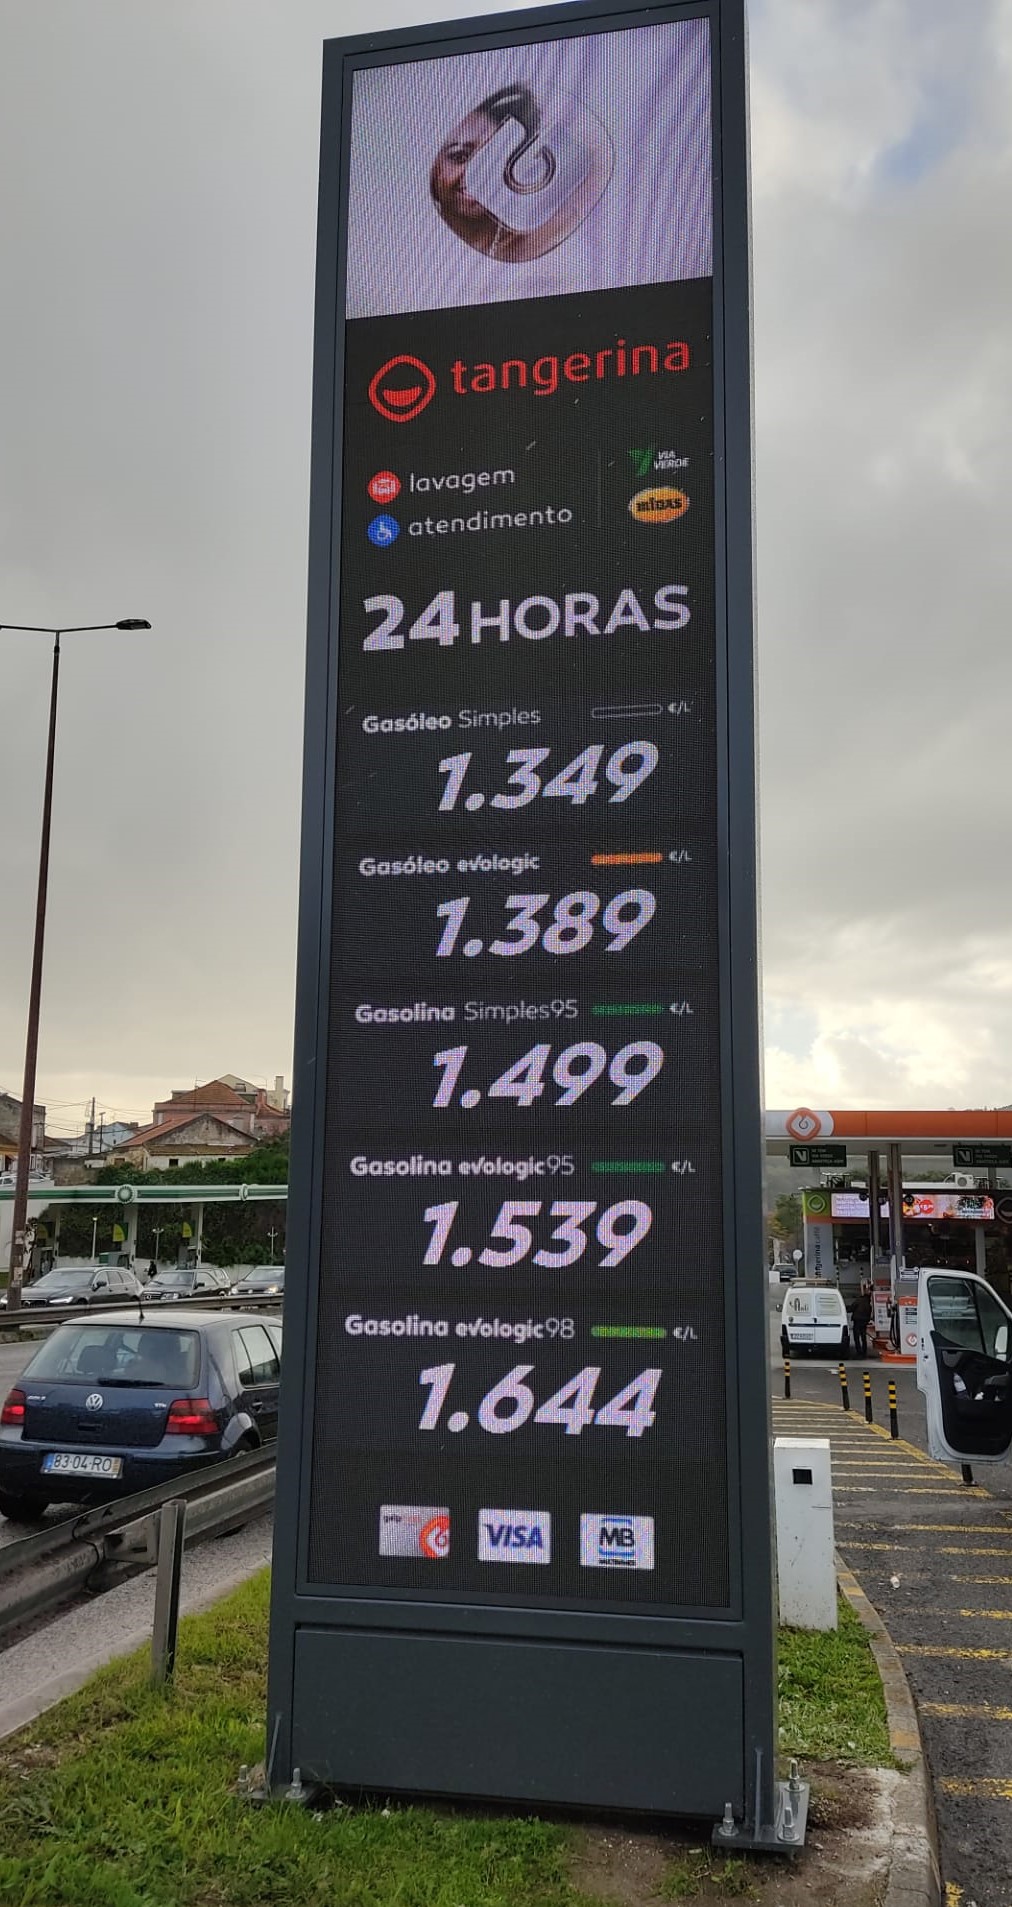 tangerina
lavagem
atendimento
VIA
VERDE
MIDAS
24 HORAS
Gasóleo Simples €/L
1.349
Gasóleo evologic €/L
1.389
Gasolina Simples95 €/L
1.499
Gasolina evologic95 €/L
1.539
Gasolina evologic98 €/L
1.644
VISA
MB
83-04-RO